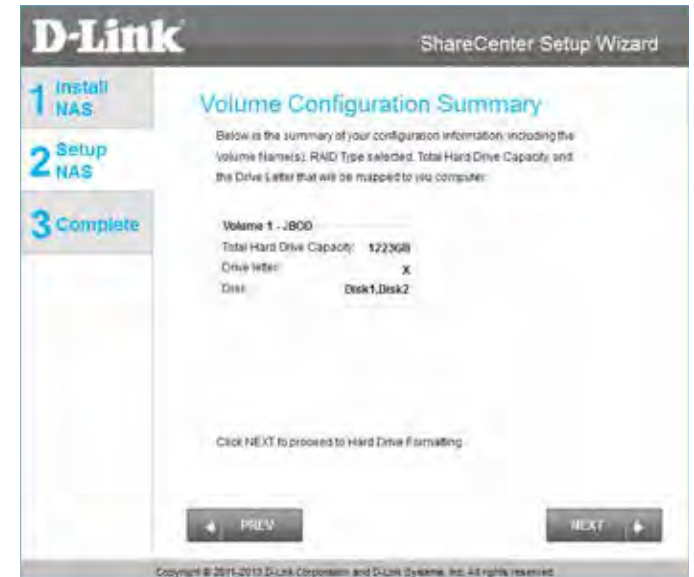 D-Link
ShareCenter Setup Wizard
1 Install
NAS
2 Setup
NAS
3 Complete
Volume Configuration Summary
Below is the summary of your configuration information, including the
Volume Name(s), RAID Type selected, Total Hard Drive Capacity, and
the Drive Letter that will be mapped to you computer.
Volume 1 - JBOD
Total Hard Drive Capacity: 1223GB
Drive letter: X
Disk: Disk1,Disk2
Click NEXT to proceed to Hard Drive Formatting
PREV
NEXT
Copyright © 2011-2013 D-Link Corporation and D-Link Systems, Inc. All rights reserved.